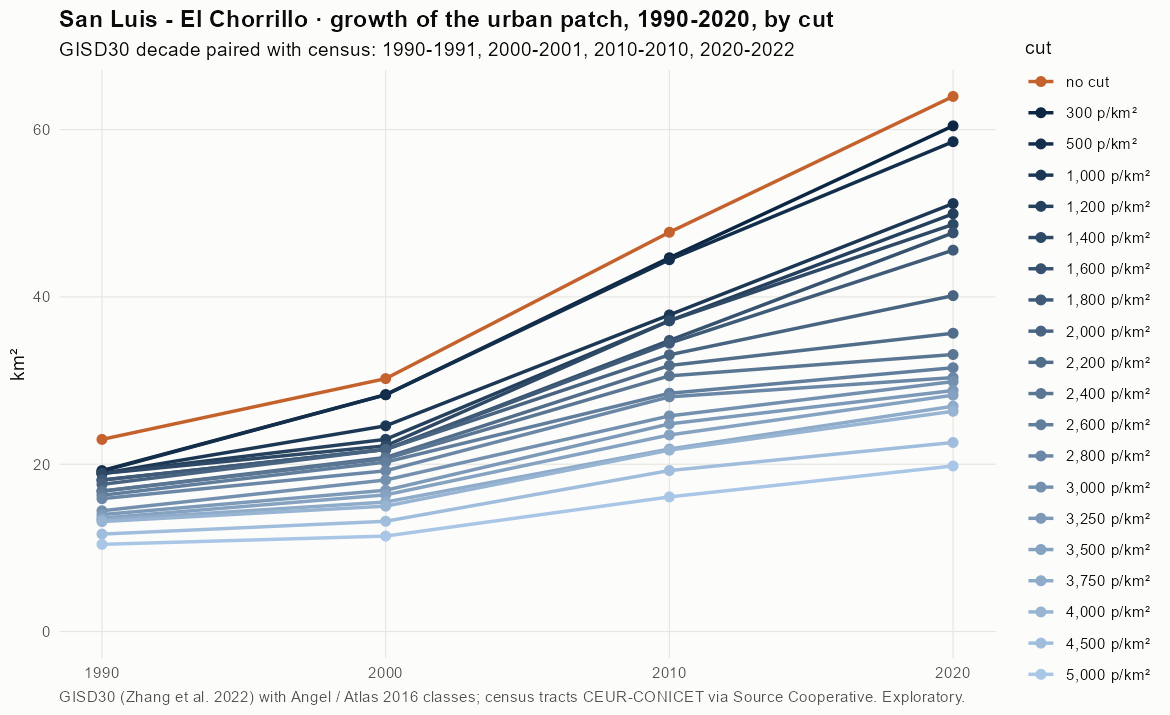 San Luis - El Chorrillo · growth of the urban patch, 1990-2020, by cut
GISD30 decade paired with census: 1990-1991, 2000-2001, 2010-2010, 2020-2022
cut
no cut
300 p/km²
500 p/km²
1,000 p/km²
1,200 p/km²
1,400 p/km²
1,600 p/km²
1,800 p/km²
2,000 p/km²
2,200 p/km²
2,400 p/km²
2,600 p/km²
2,800 p/km²
3,000 p/km²
3,250 p/km²
3,500 p/km²
3,750 p/km²
4,000 p/km²
4,500 p/km²
5,000 p/km²
km²
60
40
20
0
1990
2000
2010
2020
GISD30 (Zhang et al. 2022) with Angel / Atlas 2016 classes; census tracts CEUR-CONICET via Source Cooperative. Exploratory.